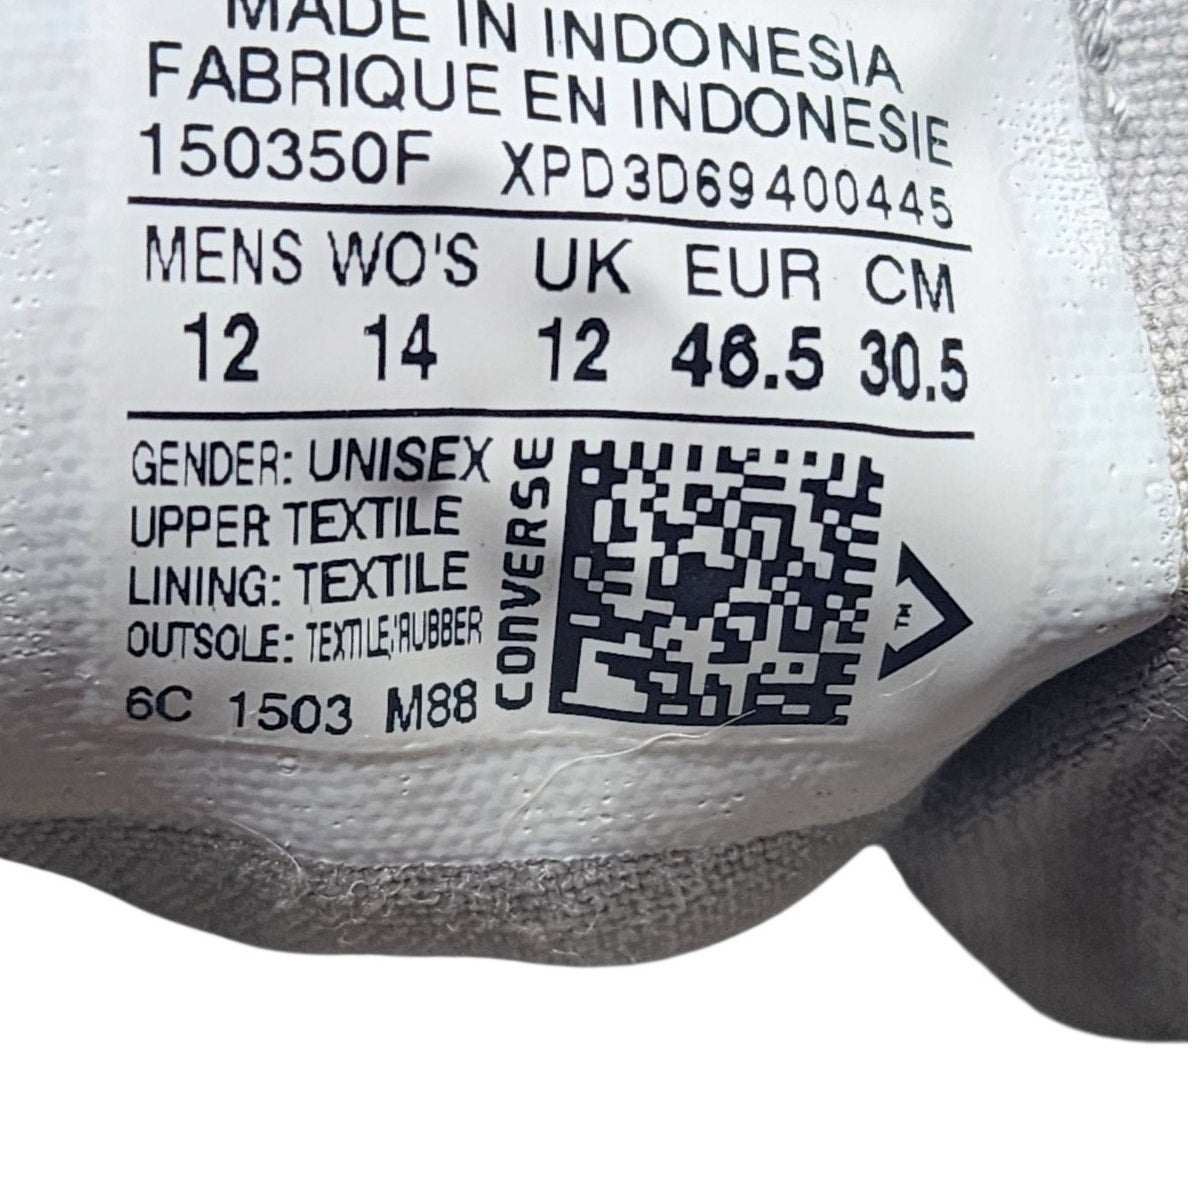 MADE IN INDONESIA
FABRIQUE EN INDONESIE
150350F XPD3D69400445
MENS WO'S UK EUR CM
12 14 12 46.5 30.5
GENDER: UNISEX
UPPER TEXTILE
LINING: TEXTILE
OUTSOLE: TEXTILE/RUBBER
6C 1503 M88
CONVERSE
TM